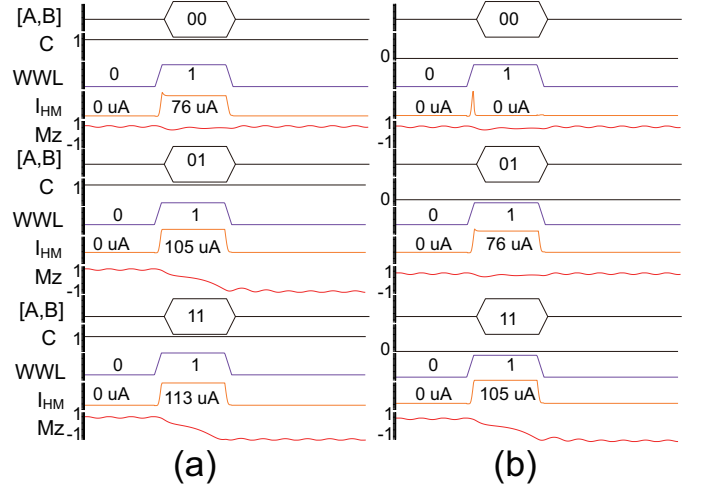 [A,B] 00 00
C 1 0
WWL 0 1 0 1
I_HM 0 uA 76 uA 0 uA 0 uA
Mz 1 -1 1 -1
[A,B] 01 01
C 1 0
WWL 0 1 0 1
I_HM 0 uA 105 uA 0 uA 76 uA
Mz 1 -1 1 -1
[A,B] 11 11
C 1 0
WWL 0 1 0 1
I_HM 0 uA 113 uA 0 uA 105 uA
Mz 1 -1 1 -1
(a) (b)